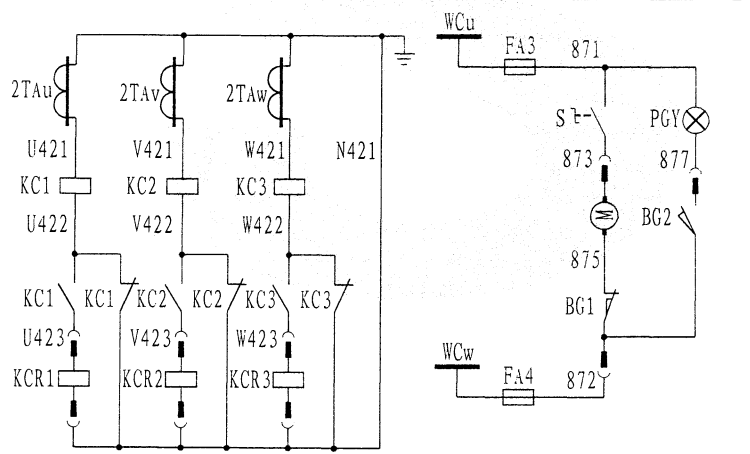 WCu
FA3
871
2TAu
2TAv
2TAw
S
PGY
U421
V421
W421
N421
873
877
KC1
KC2
KC3
M
U422
V422
W422
BG2
875
KC1
KC1
KC2
KC2
KC3
KC3
BG1
U423
V423
W423
WCw
KCR1
KCR2
KCR3
FA4
872